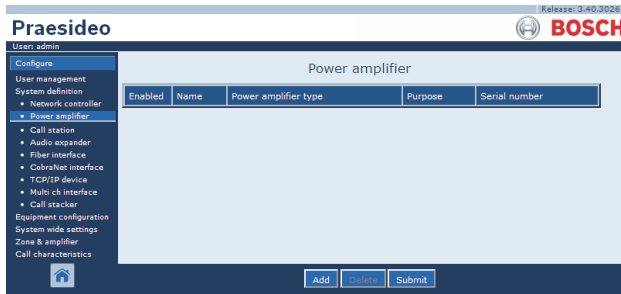 Release: 3.40.3026
Praesideo
BOSCH
User: admin
Configure
User management
System definition
• Network controller
• Power amplifier
• Call station
• Audio expander
• Fiber interface
• CobraNet interface
• TCP/IP device
• Multi ch interface
• Call stacker
Equipment configuration
System wide settings
Zone & amplifier
Call characteristics
Power amplifier
Enabled Name Power amplifier type Purpose Serial number
Add Delete Submit